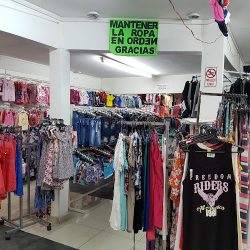 MANTENER
LA ROPA
EN ORDEN
GRACIAS
FREEDOM
RIDERS